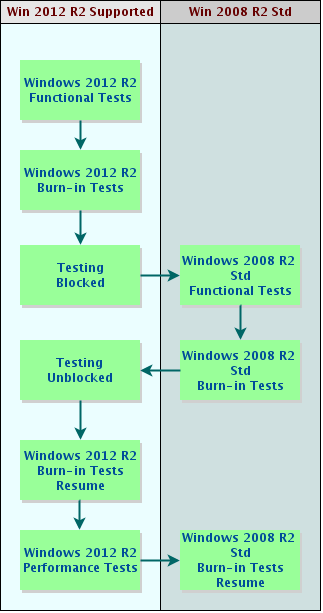 Win 2012 R2 Supported
Win 2008 R2 Std
Windows 2012 R2
Functional Tests
Windows 2012 R2
Burn-in Tests
Testing
Blocked
Windows 2008 R2
Std
Functional Tests
Testing
Unblocked
Windows 2008 R2
Std
Burn-in Tests
Windows 2012 R2
Burn-in Tests
Resume
Windows 2012 R2
Performance Tests
Windows 2008 R2
Std
Burn-in Tests
Resume